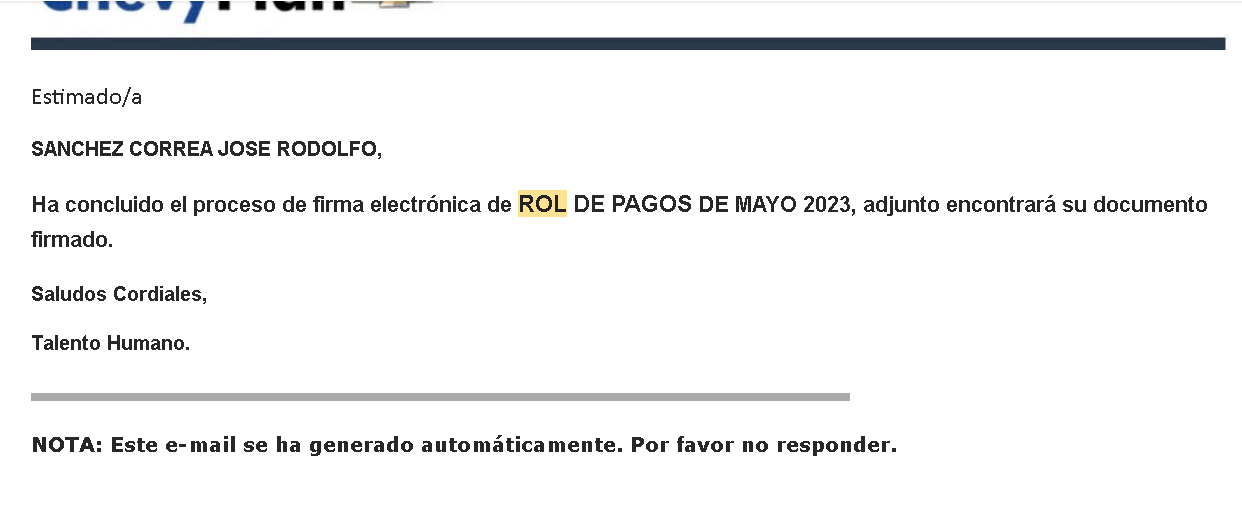 ChevyPlan
Estimado/a
SANCHEZ CORREA JOSE RODOLFO,
Ha concluido el proceso de firma electrónica de ROL DE PAGOS DE MAYO 2023, adjunto encontrará su documento
firmado.
Saludos Cordiales,
Talento Humano.
NOTA: Este e-mail se ha generado automáticamente. Por favor no responder.